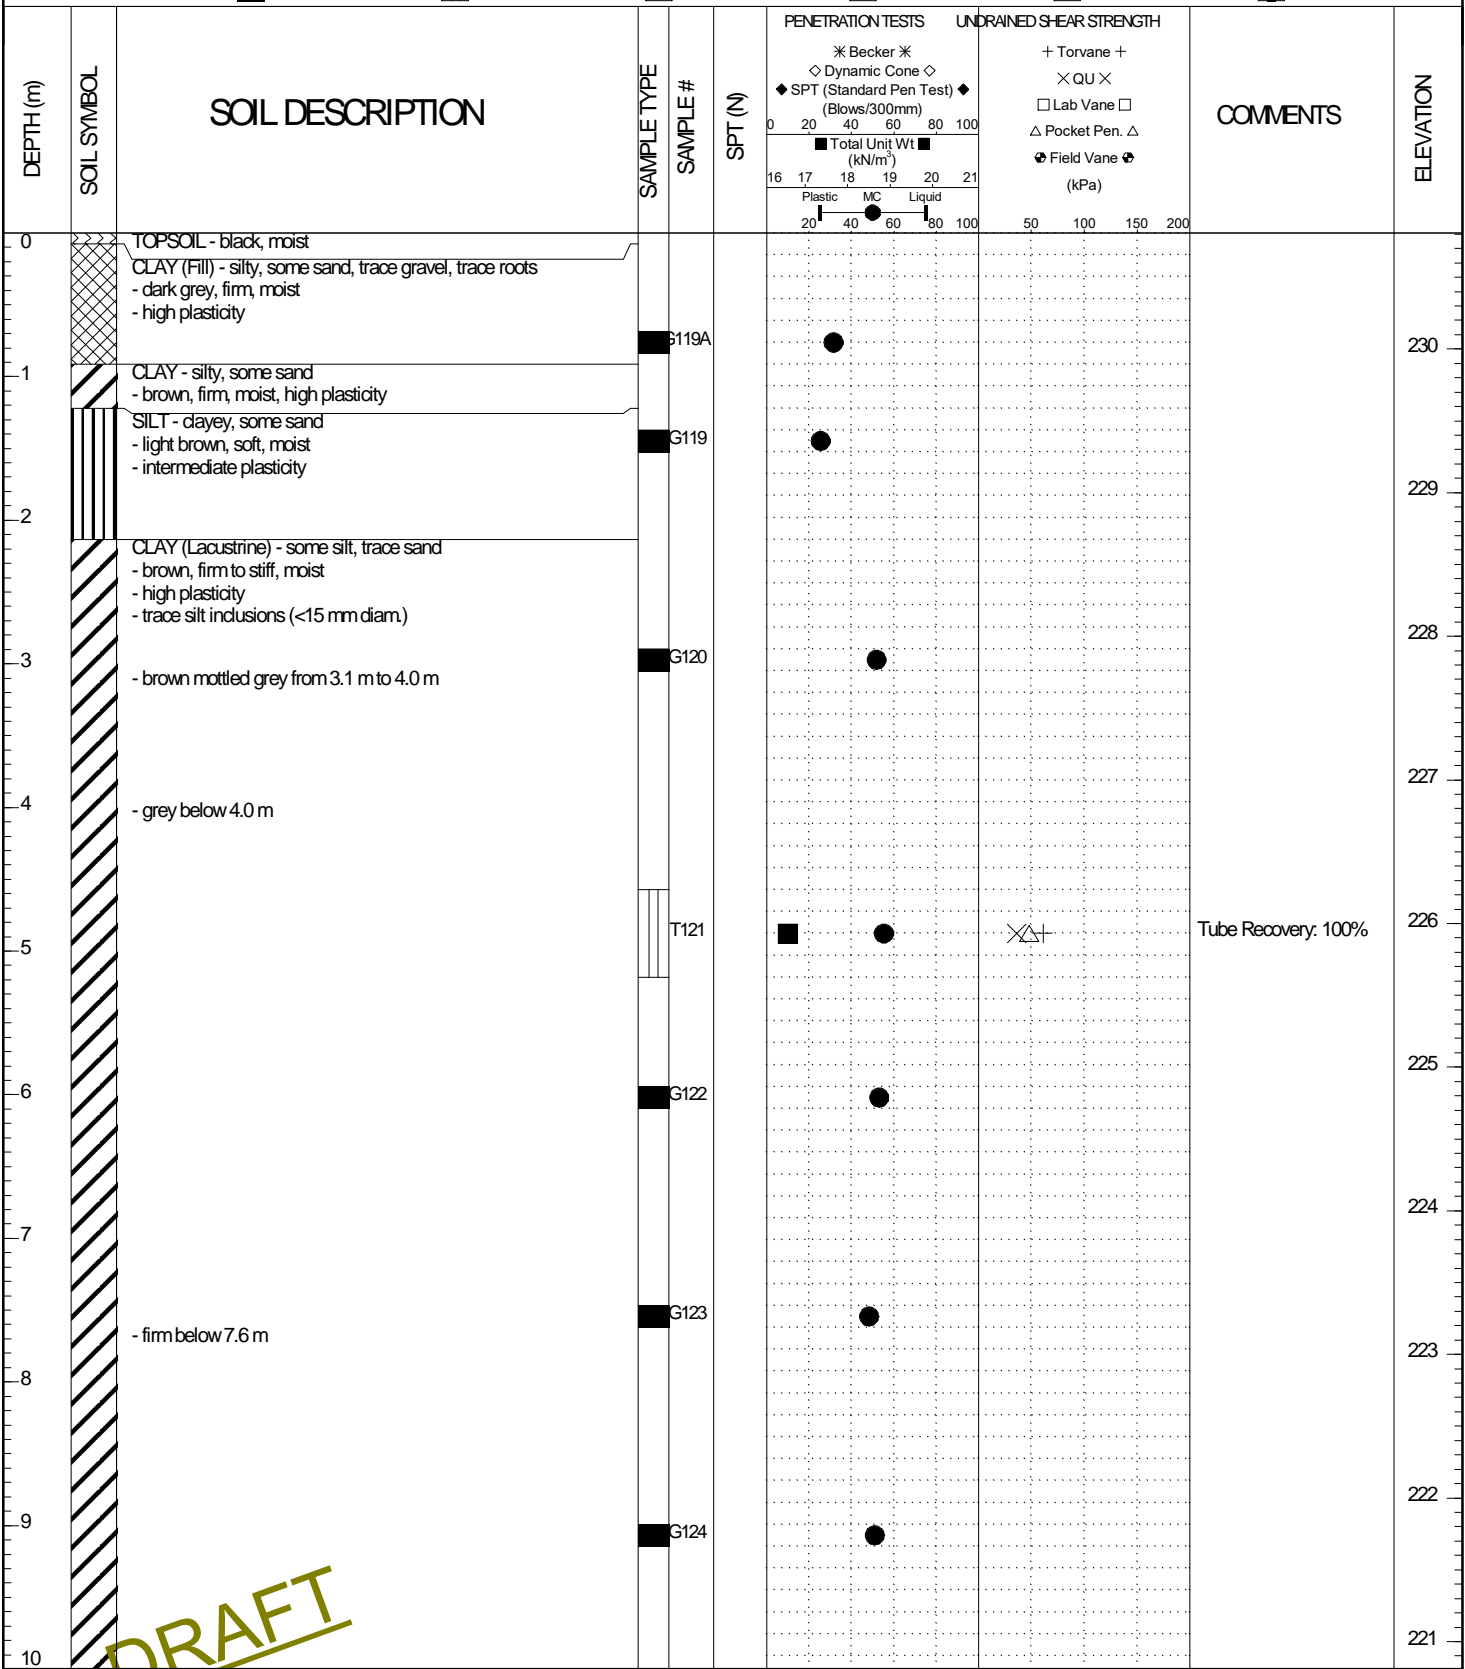 PENETRATION TESTS
UNDRAINED SHEAR STRENGTH
DEPTH (m)
SOIL SYMBOL
SOIL DESCRIPTION
SAMPLE TYPE
SAMPLE #
SPT (N)
✳ Becker ✳
◇ Dynamic Cone ◇
◆ SPT (Standard Pen Test) ◆
(Blows/300mm)
0 20 40 60 80 100
■ Total Unit Wt ■
(kN/m³)
16 17 18 19 20 21
Plastic MC Liquid
20 40 60 80 100
+ Torvane +
× QU ×
□ Lab Vane □
△ Pocket Pen. △
Field Vane
(kPa)
50 100 150 200
COMMENTS
ELEVATION
0
TOPSOIL - black, moist
CLAY (Fill) - silty, some sand, trace gravel, trace roots
- dark grey, firm, moist
- high plasticity
G119A
230
1
CLAY - silty, some sand
- brown, firm, moist, high plasticity
SILT - clayey, some sand
- light brown, soft, moist
- intermediate plasticity
G119
229
2
CLAY (Lacustrine) - some silt, trace sand
- brown, firm to stiff, moist
- high plasticity
- trace silt inclusions (<15 mm diam.)
228
3
G120
- brown mottled grey from 3.1 m to 4.0 m
227
4
- grey below 4.0 m
T121
Tube Recovery: 100%
226
5
225
6
G122
224
7
G123
- firm below 7.6 m
223
8
222
9
G124
DRAFT
221
10